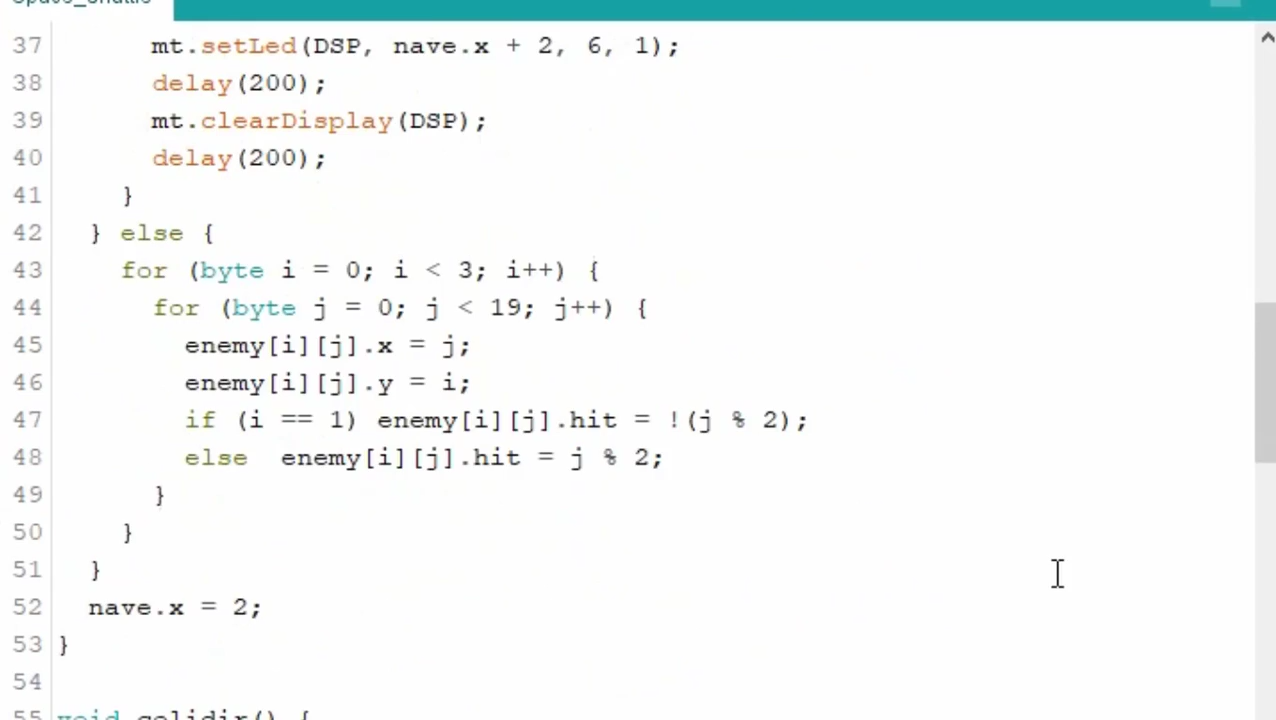 37 mt.setLed(DSP, nave.x + 2, 6, 1);
38 delay(200);
39 mt.clearDisplay(DSP);
40 delay(200);
41 }
42 } else {
43 for (byte i = 0; i < 3; i++) {
44 for (byte j = 0; j < 19; j++) {
45 enemy[i][j].x = j;
46 enemy[i][j].y = i;
47 if (i == 1) enemy[i][j].hit = !(j % 2);
48 else  enemy[i][j].hit = j % 2;
49 }
50 }
51 }
52 nave.x = 2;
53 }
54
55 void